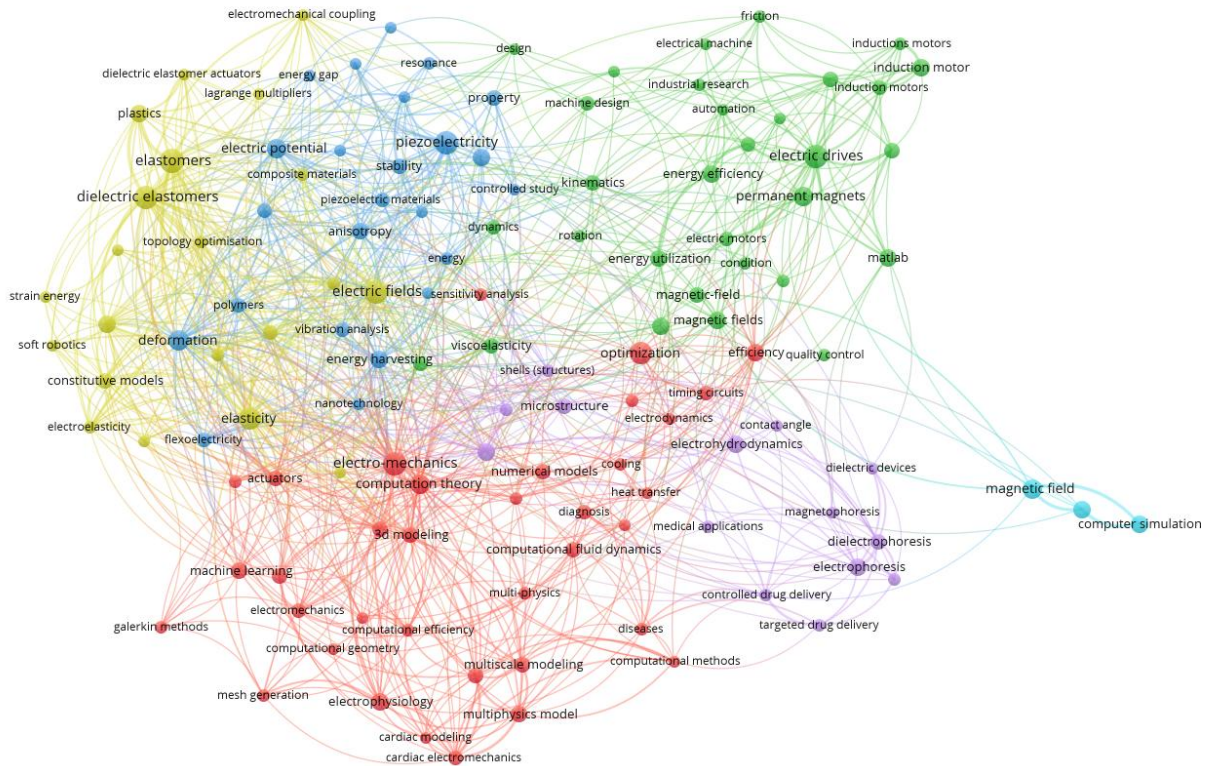 electromechanical coupling
friction
electrical machine
inductions motors
design
resonance
dielectric elastomer actuators
energy gap
induction motor
industrial research
induction motors
lagrange multipliers
property
machine design
automation
plastics
piezoelectricity
electric potential
elastomers
electric drives
stability
composite materials
energy efficiency
kinematics
controlled study
dielectric elastomers
piezoelectric materials
permanent magnets
dynamics
anisotropy
rotation
topology optimisation
electric motors
energy
energy utilization
condition
matlab
electric fields
sensitivity analysis
magnetic-field
strain energy
polymers
magnetic fields
vibration analysis
deformation
soft robotics
viscoelasticity
optimization
efficiency
quality control
energy harvesting
shells (structures)
constitutive models
timing circuits
nanotechnology
microstructure
elasticity
electrodynamics
contact angle
electroelasticity
flexoelectricity
electrohydrodynamics
electro-mechanics
cooling
dielectric devices
numerical models
actuators
computation theory
magnetic field
heat transfer
diagnosis
magnetophoresis
computer simulation
medical applications
3d modeling
dielectrophoresis
computational fluid dynamics
electrophoresis
machine learning
multi-physics
controlled drug delivery
electromechanics
galerkin methods
computational efficiency
diseases
targeted drug delivery
computational geometry
multiscale modeling
computational methods
mesh generation
electrophysiology
multiphysics model
cardiac modeling
cardiac electromechanics